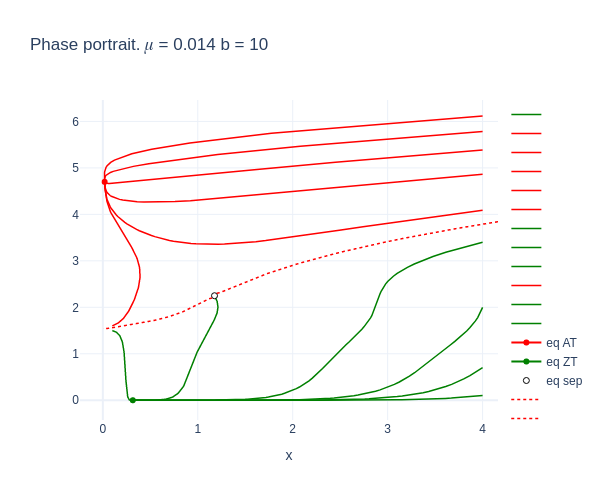 Phase portrait. 𝜇 = 0.014 b = 10
6
5
4
3
2
1
0
0 1 2 3 4
x
eq AT
eq ZT
eq sep